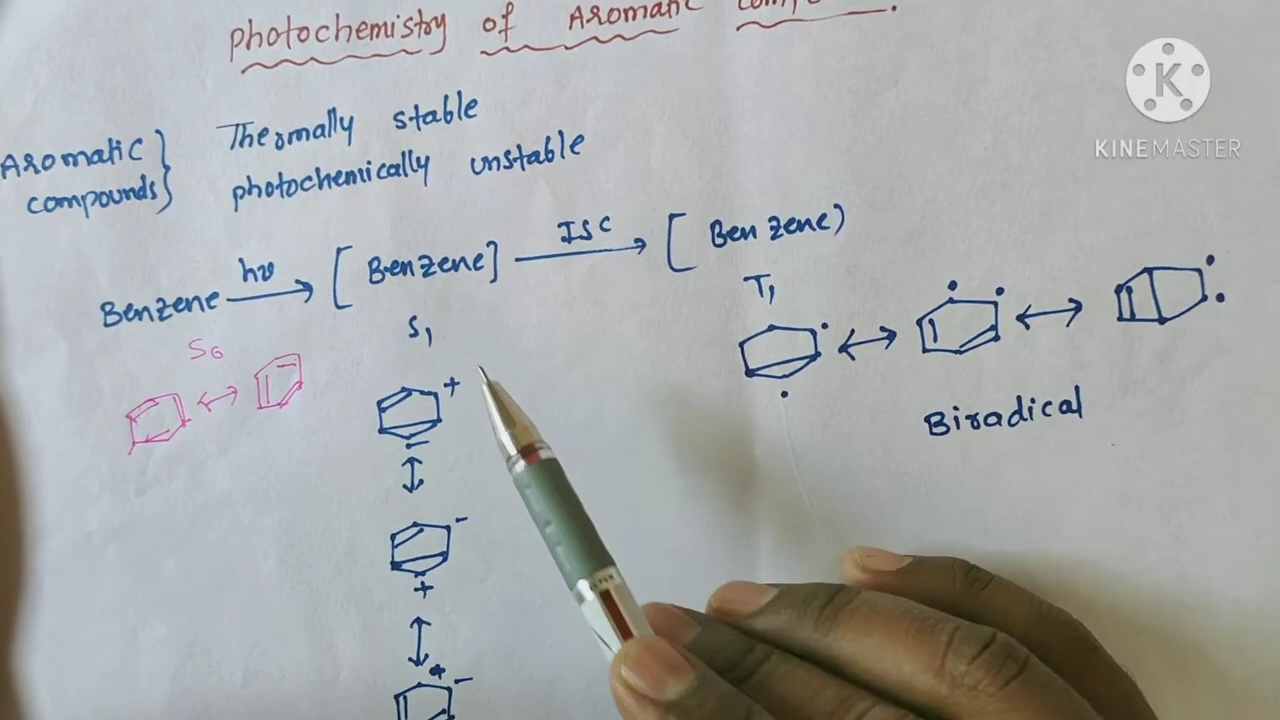 photochemistry of Aromatic
Aromatic compounds} Thermally stable
photochemically unstable
Benzene hν [Benzene] ISC [Benzene)
S0 S1 T1
+
-
-
+
+ -
Biradical
KINEMASTER